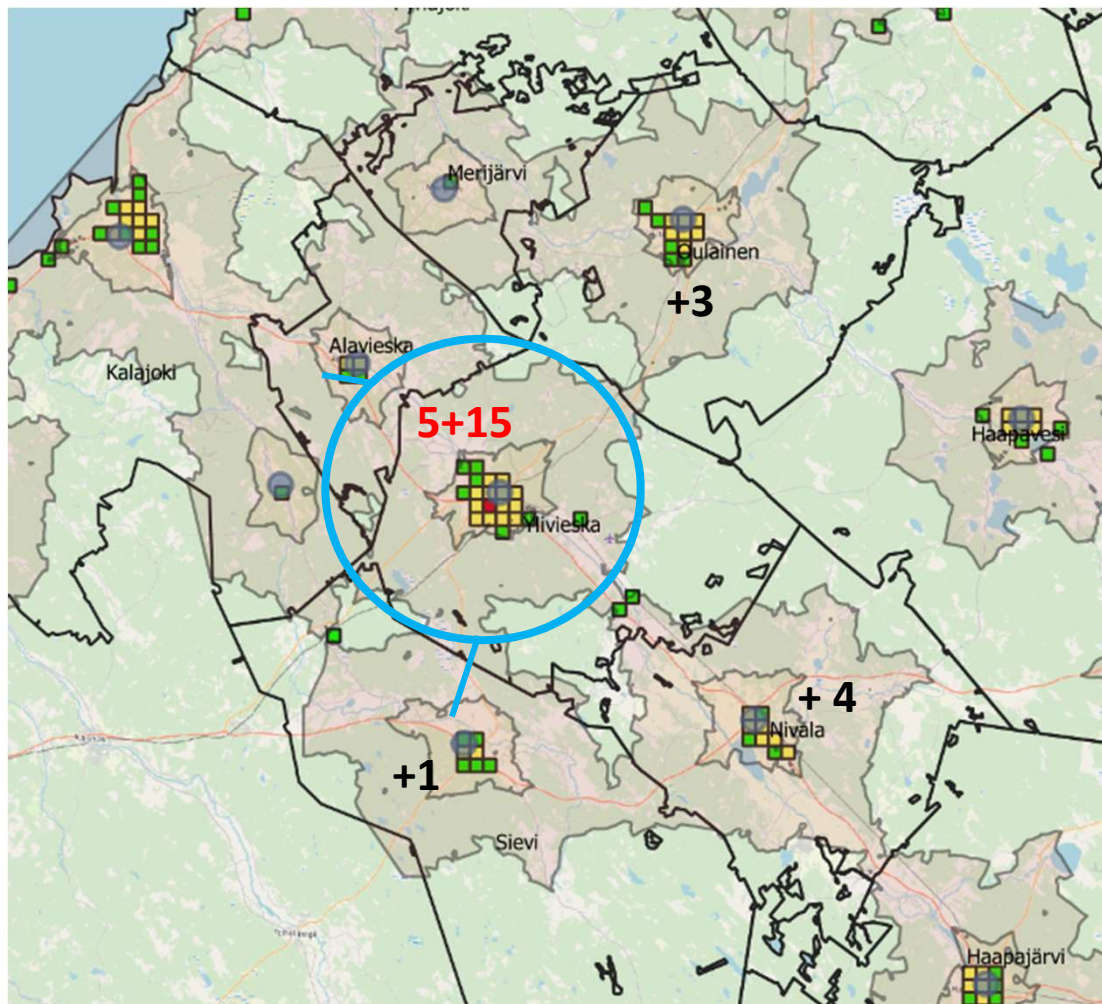 Merijärvi
Oulainen
+3
Alavieska
Kalajoki
5+15
Haapavesi
Ylivieska
+ 4
Nivala
+1
Sievi
Haapajärvi